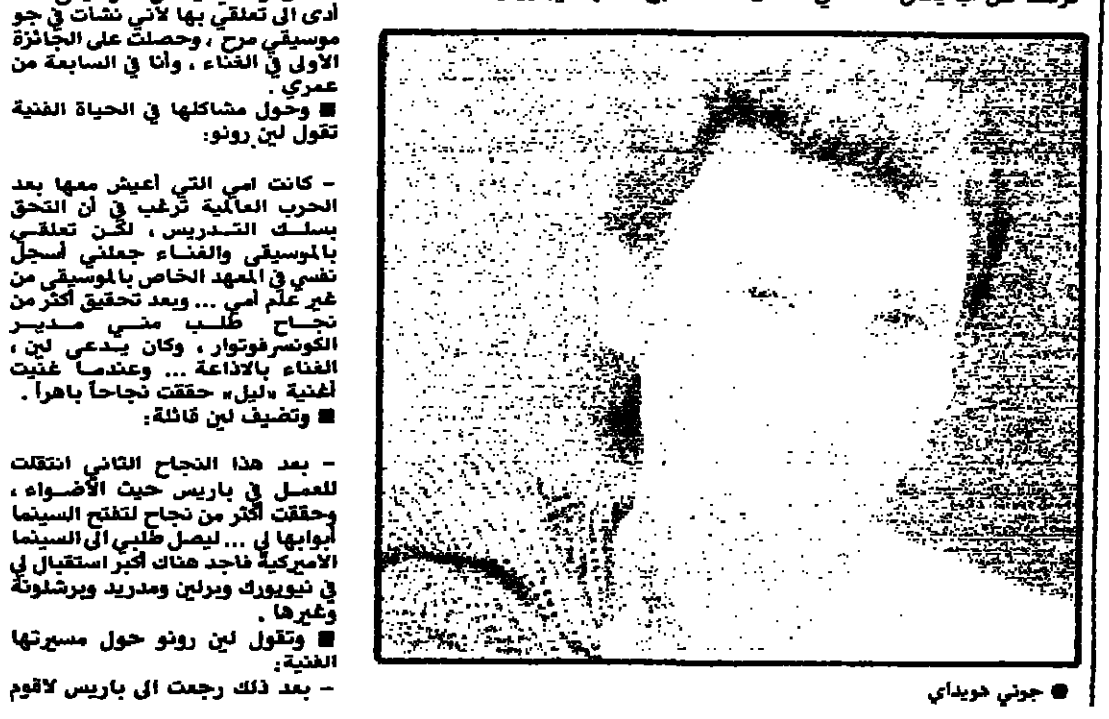 أدى الى تعلقي بها لأني نشأت في جو
موسيقي مرح ، وحصلت على الجائزة
الأولى في الغناء ، وأنا في السابعة من
عمري .
■ وحول مشاكلها في الحياة الفنية
تقول لين رونو:
– كانت امي التي أعيش معها بعد
الحرب العالمية ترغب في أن التحق
بسلك التدريس ، لكن تعلقي
بالموسيقى والغناء جعلني أسجل
نفسي في المعهد الخاص بالموسيقى من
غير علم أمي ... وبعد تحقيق أكثر من
نجاح طلب مني مدير
الكونسرفوتوار ، وكان يدعى لين ،
الغناء بالاذاعة ... وعندما غنيت
أغنية «ليل» حققت نجاحاً باهراً .
■ وتضيف لين قائلة:
– بعد هذا النجاح الثاني انتقلت
للعمل في باريس حيث الأضواء ،
وحققت أكثر من نجاح لتفتح السينما
أبوابها لي ... ليصل طلبي الى السينما
الاميركية فاجد هناك أكبر استقبال لي
في نيويورك وبرلين ومدريد وبرشلونة
وغيرها .
■ وتقول لين رونو حول مسيرتها
الفنية:
– بعد ذلك رجعت الى باريس لاقوم
● جوني هويداي